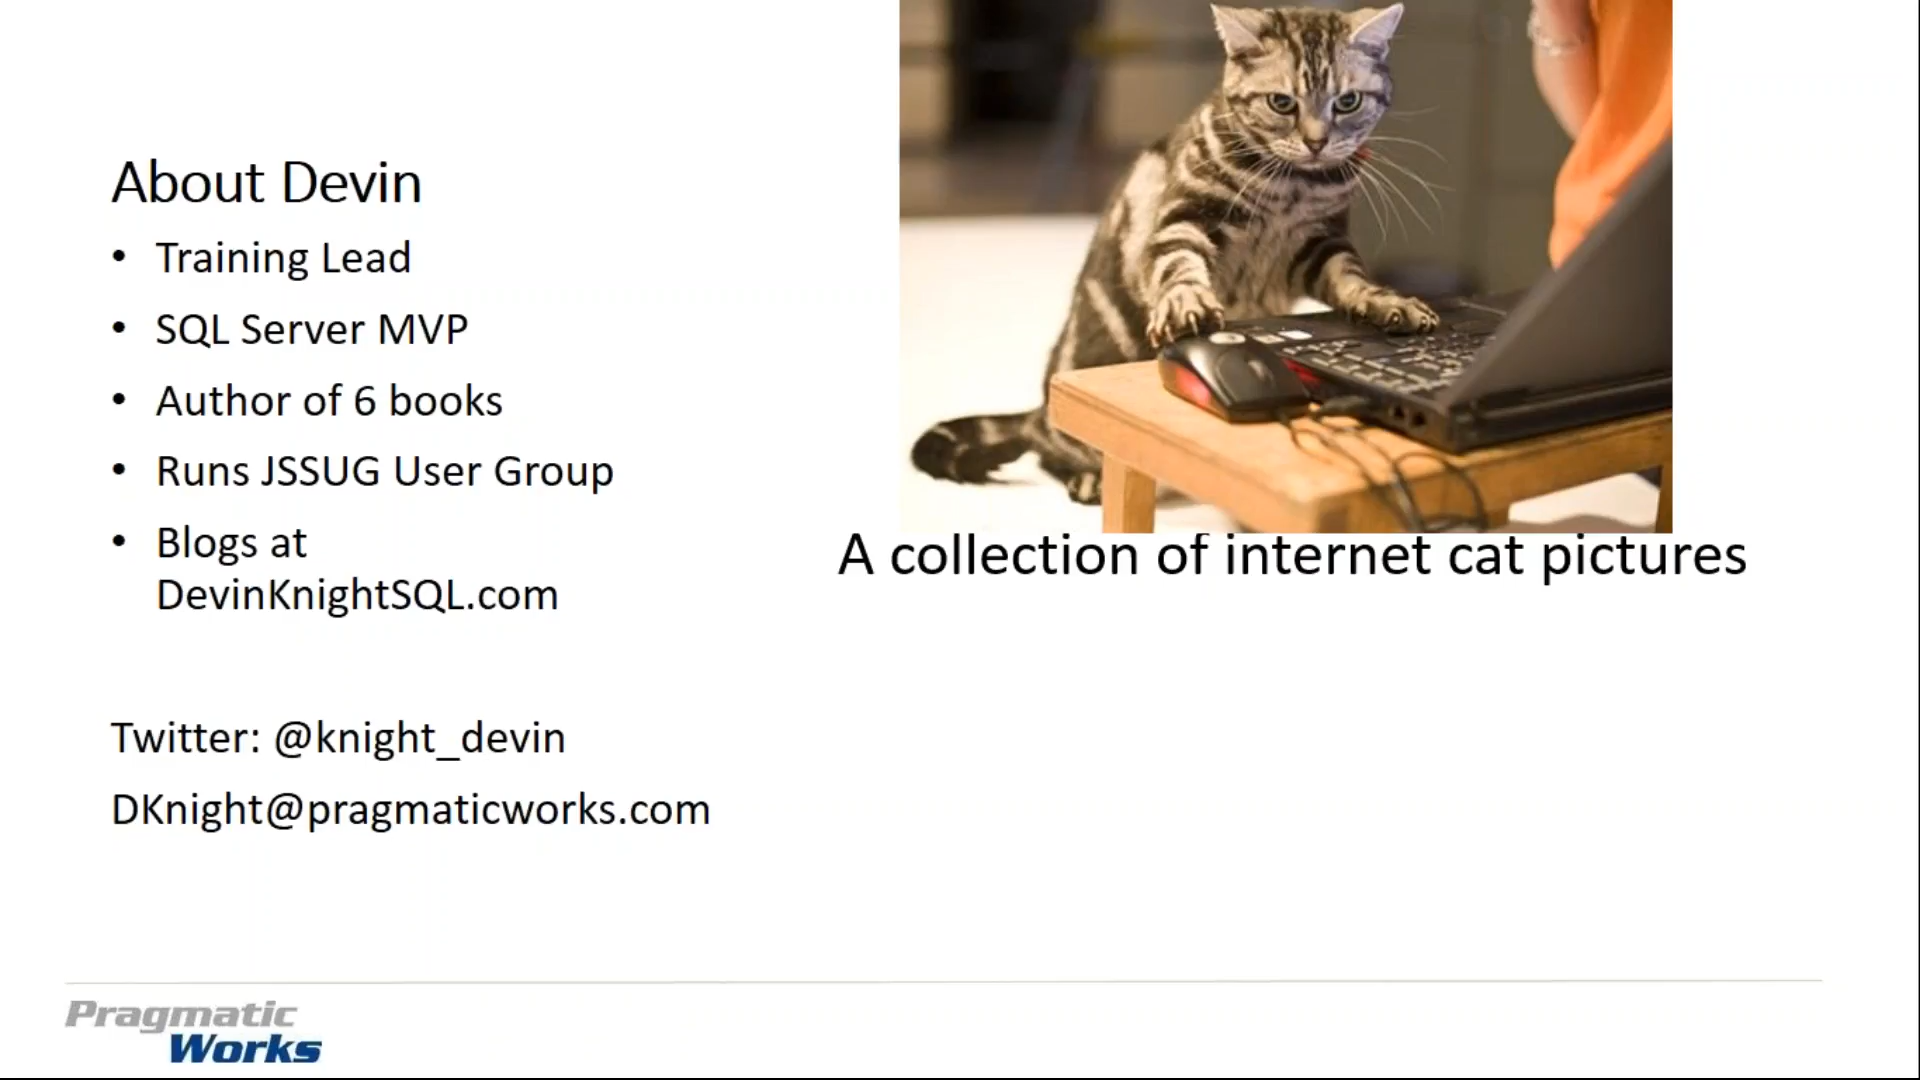 About Devin
• Training Lead
• SQL Server MVP
• Author of 6 books
• Runs JSSUG User Group
• Blogs at
DevinKnightSQL.com
Twitter: @knight_devin
DKnight@pragmaticworks.com
A collection of internet cat pictures
Pragmatic
Works